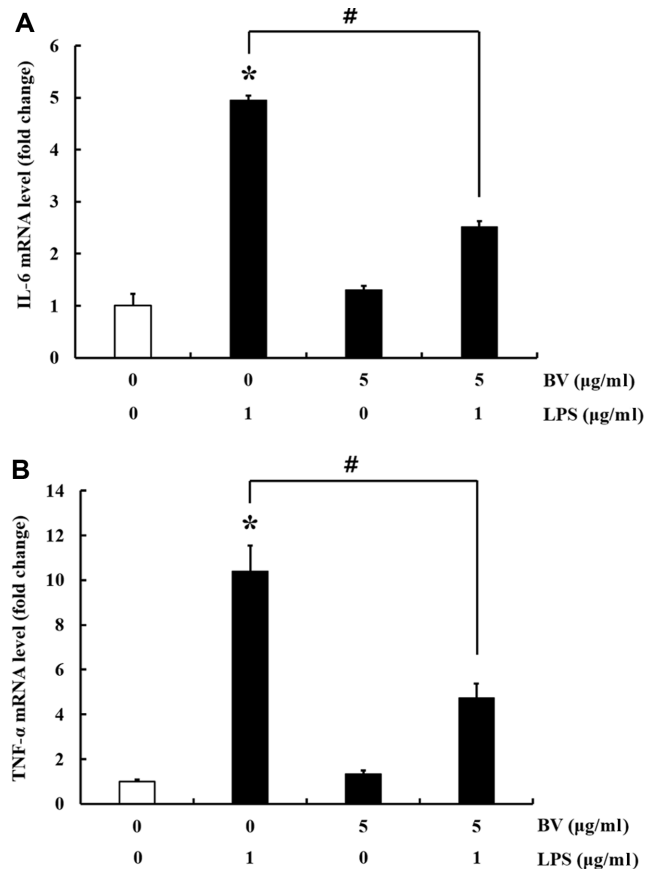 A
#
6
*
5
4
3
2
1
0
IL-6 mRNA level (fold change)
0 0 5 5 BV (μg/ml)
0 1 0 1 LPS (μg/ml)
B
#
14
*
12
10
8
6
4
2
0
TNF-α mRNA level (fold change)
0 0 5 5 BV (μg/ml)
0 1 0 1 LPS (μg/ml)